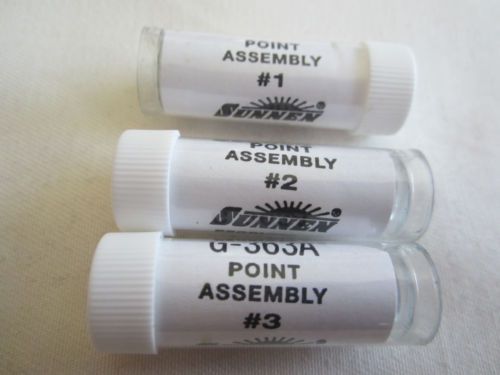 POINT
ASSEMBLY
#1
SUNNEN®
POINT
ASSEMBLY
#2
SUNNEN®
G-363A
POINT
ASSEMBLY
#3